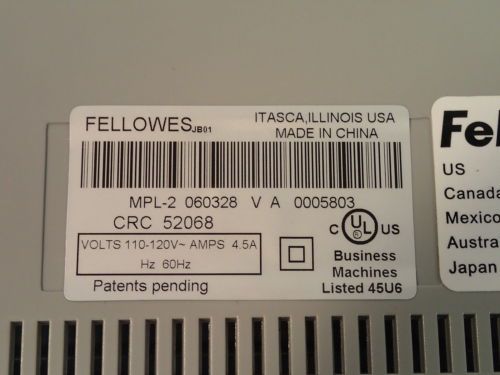 FELLOWES JB01 ITASCA,ILLINOIS USA
MADE IN CHINA
MPL-2 060328 V A 0005803
CRC 52068
C UL US
VOLTS 110-120V~ AMPS 4.5A
Hz 60Hz
Patents pending
Business
Machines
Listed 45U6
Fel
US
Canada
Mexico
Austra
Japan